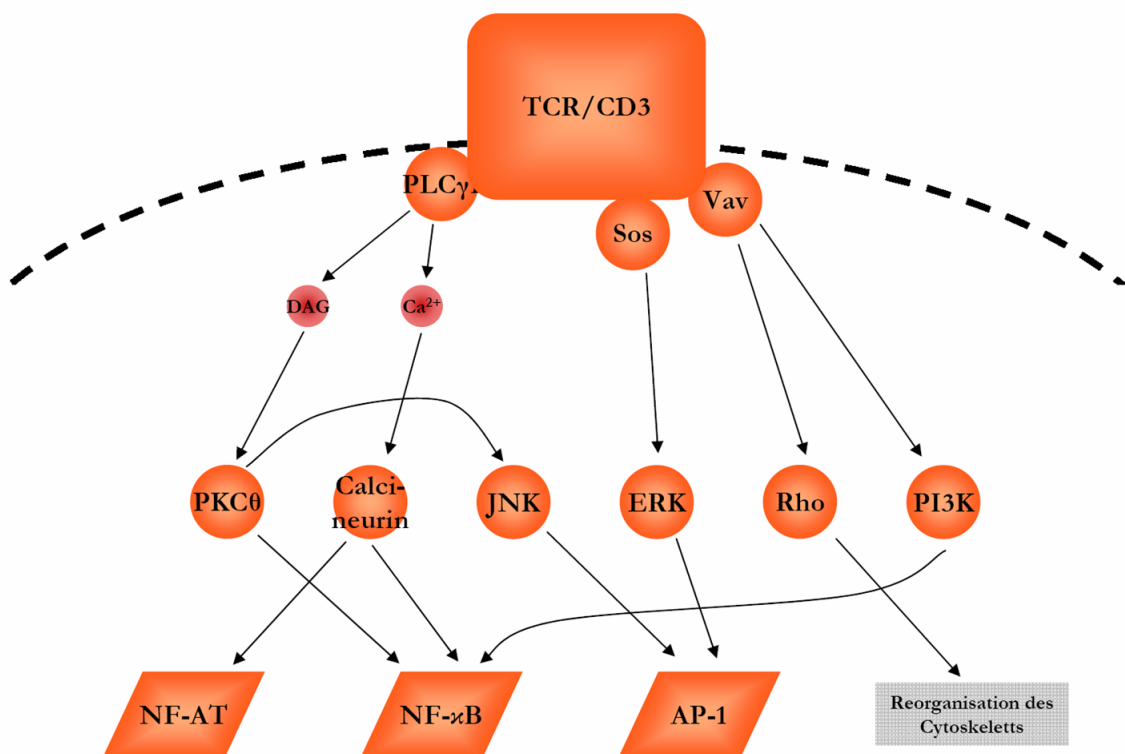 TCR/CD3
PLCγ1
Vav
Sos
DAG
Ca²⁺
PKCθ
Calci-
neurin
JNK
ERK
Rho
PI3K
NF-AT
NF-ϰB
AP-1
Reorganisation des
Cytoskeletts